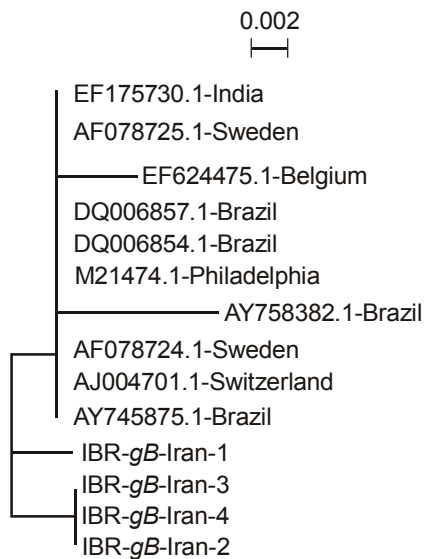 0.002
EF175730.1-India
AF078725.1-Sweden
EF624475.1-Belgium
DQ006857.1-Brazil
DQ006854.1-Brazil
M21474.1-Philadelphia
AY758382.1-Brazil
AF078724.1-Sweden
AJ004701.1-Switzerland
AY745875.1-Brazil
IBR-gB-Iran-1
IBR-gB-Iran-3
IBR-gB-Iran-4
IBR-gB-Iran-2